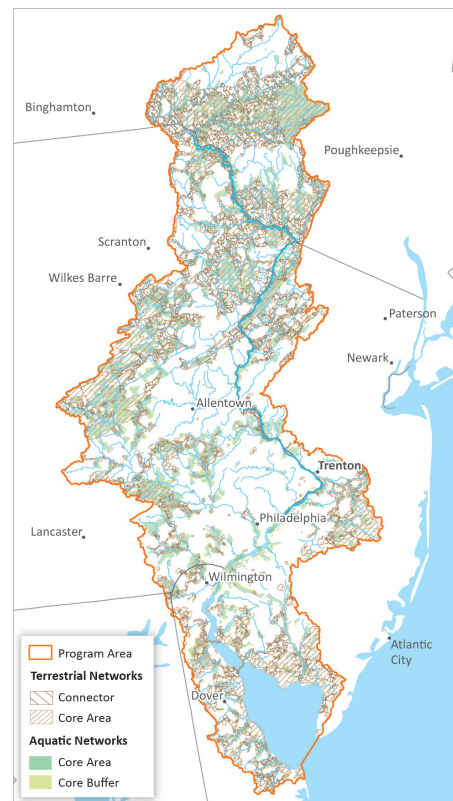 Binghamton
Poughkeepsie
Scranton
Wilkes Barre
Paterson
Newark
Allentown
Trenton
Philadelphia
Lancaster
Wilmington
Atlantic
City
Dover
Program Area
Terrestrial Networks
Connector
Core Area
Aquatic Networks
Core Area
Core Buffer